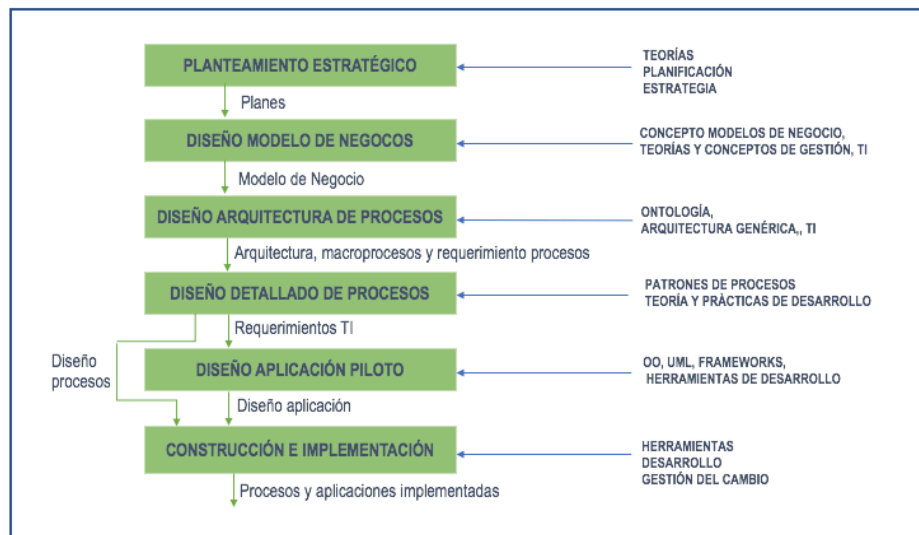 PLANTEAMIENTO ESTRATÉGICO
TEORÍAS
PLANIFICACIÓN
ESTRATEGIA
Planes
DISEÑO MODELO DE NEGOCOS
CONCEPTO MODELOS DE NEGOCIO,
TEORÍAS Y CONCEPTOS DE GESTIÓN, TI
Modelo de Negocio
DISEÑO ARQUITECTURA DE PROCESOS
ONTOLOGÍA,
ARQUITECTURA GENÉRICA,, TI
Arquitectura, macroprocesos y requerimiento procesos
DISEÑO DETALLADO DE PROCESOS
PATRONES DE PROCESOS
TEORÍA Y PRÀCTICAS DE DESARROLLO
Requerimientos TI
Diseño
procesos
DISEÑO APLICACIÓN PILOTO
OO, UML, FRAMEWORKS,
HERRAMIENTAS DE DESARROLLO
Diseño aplicación
CONSTRUCCIÓN E IMPLEMENTACIÓN
HERRAMIENTAS
DESARROLLO
GESTIÓN DEL CAMBIO
Procesos y aplicaciones implementadas